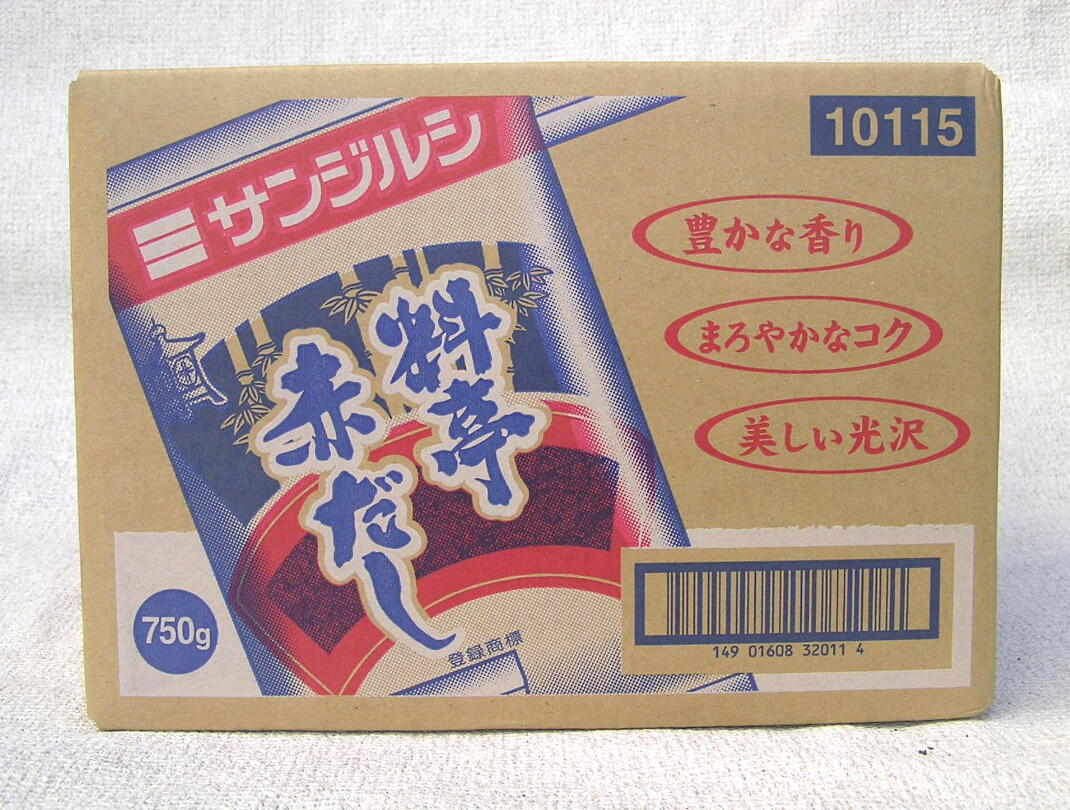 10115
サンジルシ
料亭
赤だし
登録商標
豊かな香り
まろやかなコク
美しい光沢
750g
149 01608 32011 4